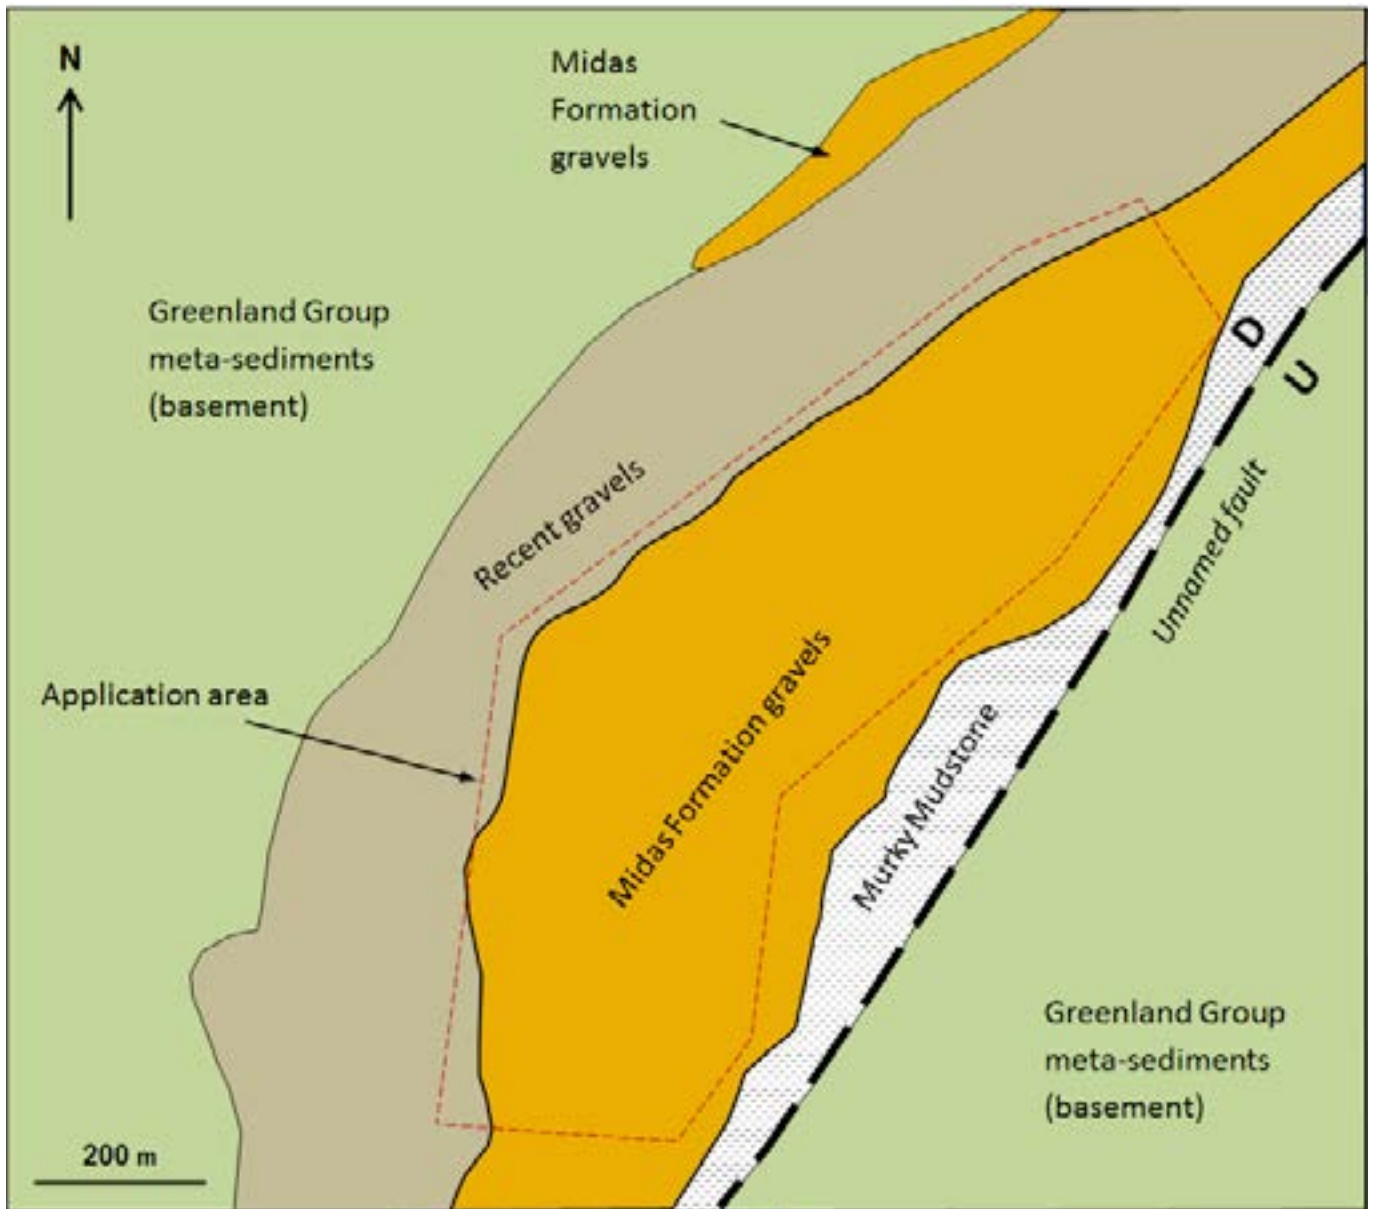 N
Midas
Formation
gravels
Greenland Group
meta-sediments
(basement)
D
U
Recent gravels
Unnamed fault
Application area
Midas Formation gravels
Murky Mudstone
Greenland Group
meta-sediments
(basement)
200 m